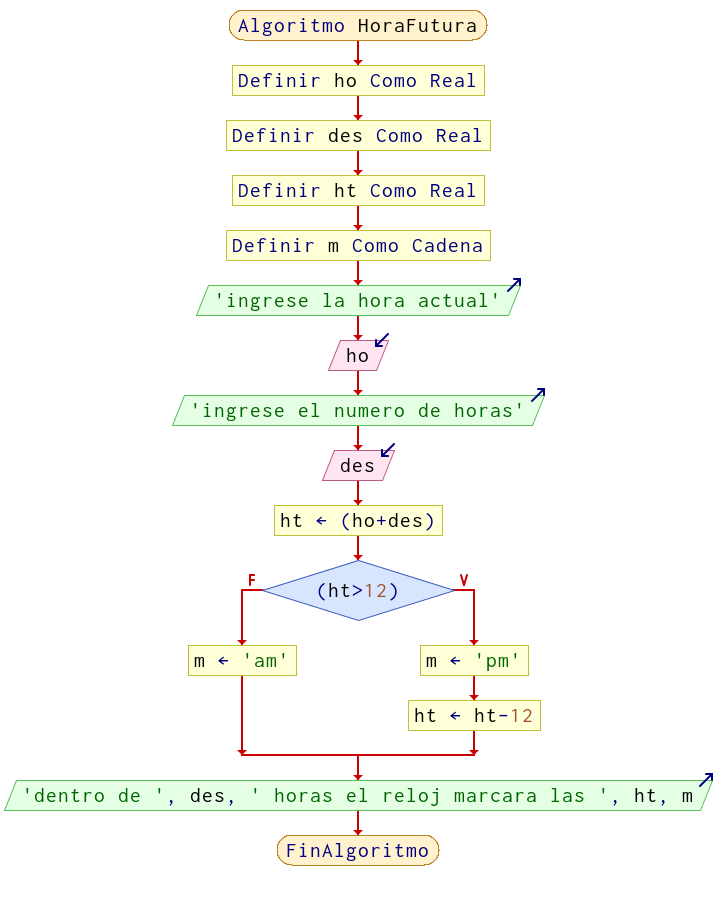 Algoritmo HoraFutura
Definir ho Como Real
Definir des Como Real
Definir ht Como Real
Definir m Como Cadena
'ingrese la hora actual'
ho
'ingrese el numero de horas'
des
ht ← (ho+des)
F
V
(ht>12)
m ← 'am'
m ← 'pm'
ht ← ht-12
'dentro de ', des, ' horas el reloj marcara las ', ht, m
FinAlgoritmo